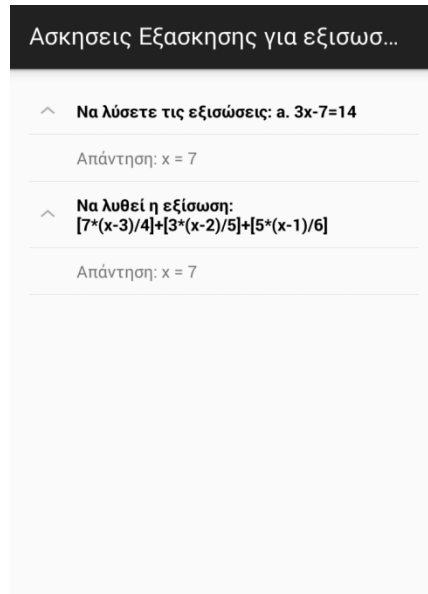 Ασκησεις Εξασκησης για εξισωσ...
Να λύσετε τις εξισώσεις: a. 3x-7=14
Απάντηση: x = 7
Να λυθεί η εξίσωση:
[7*(x-3)/4]+[3*(x-2)/5]+[5*(x-1)/6]
Απάντηση: x = 7